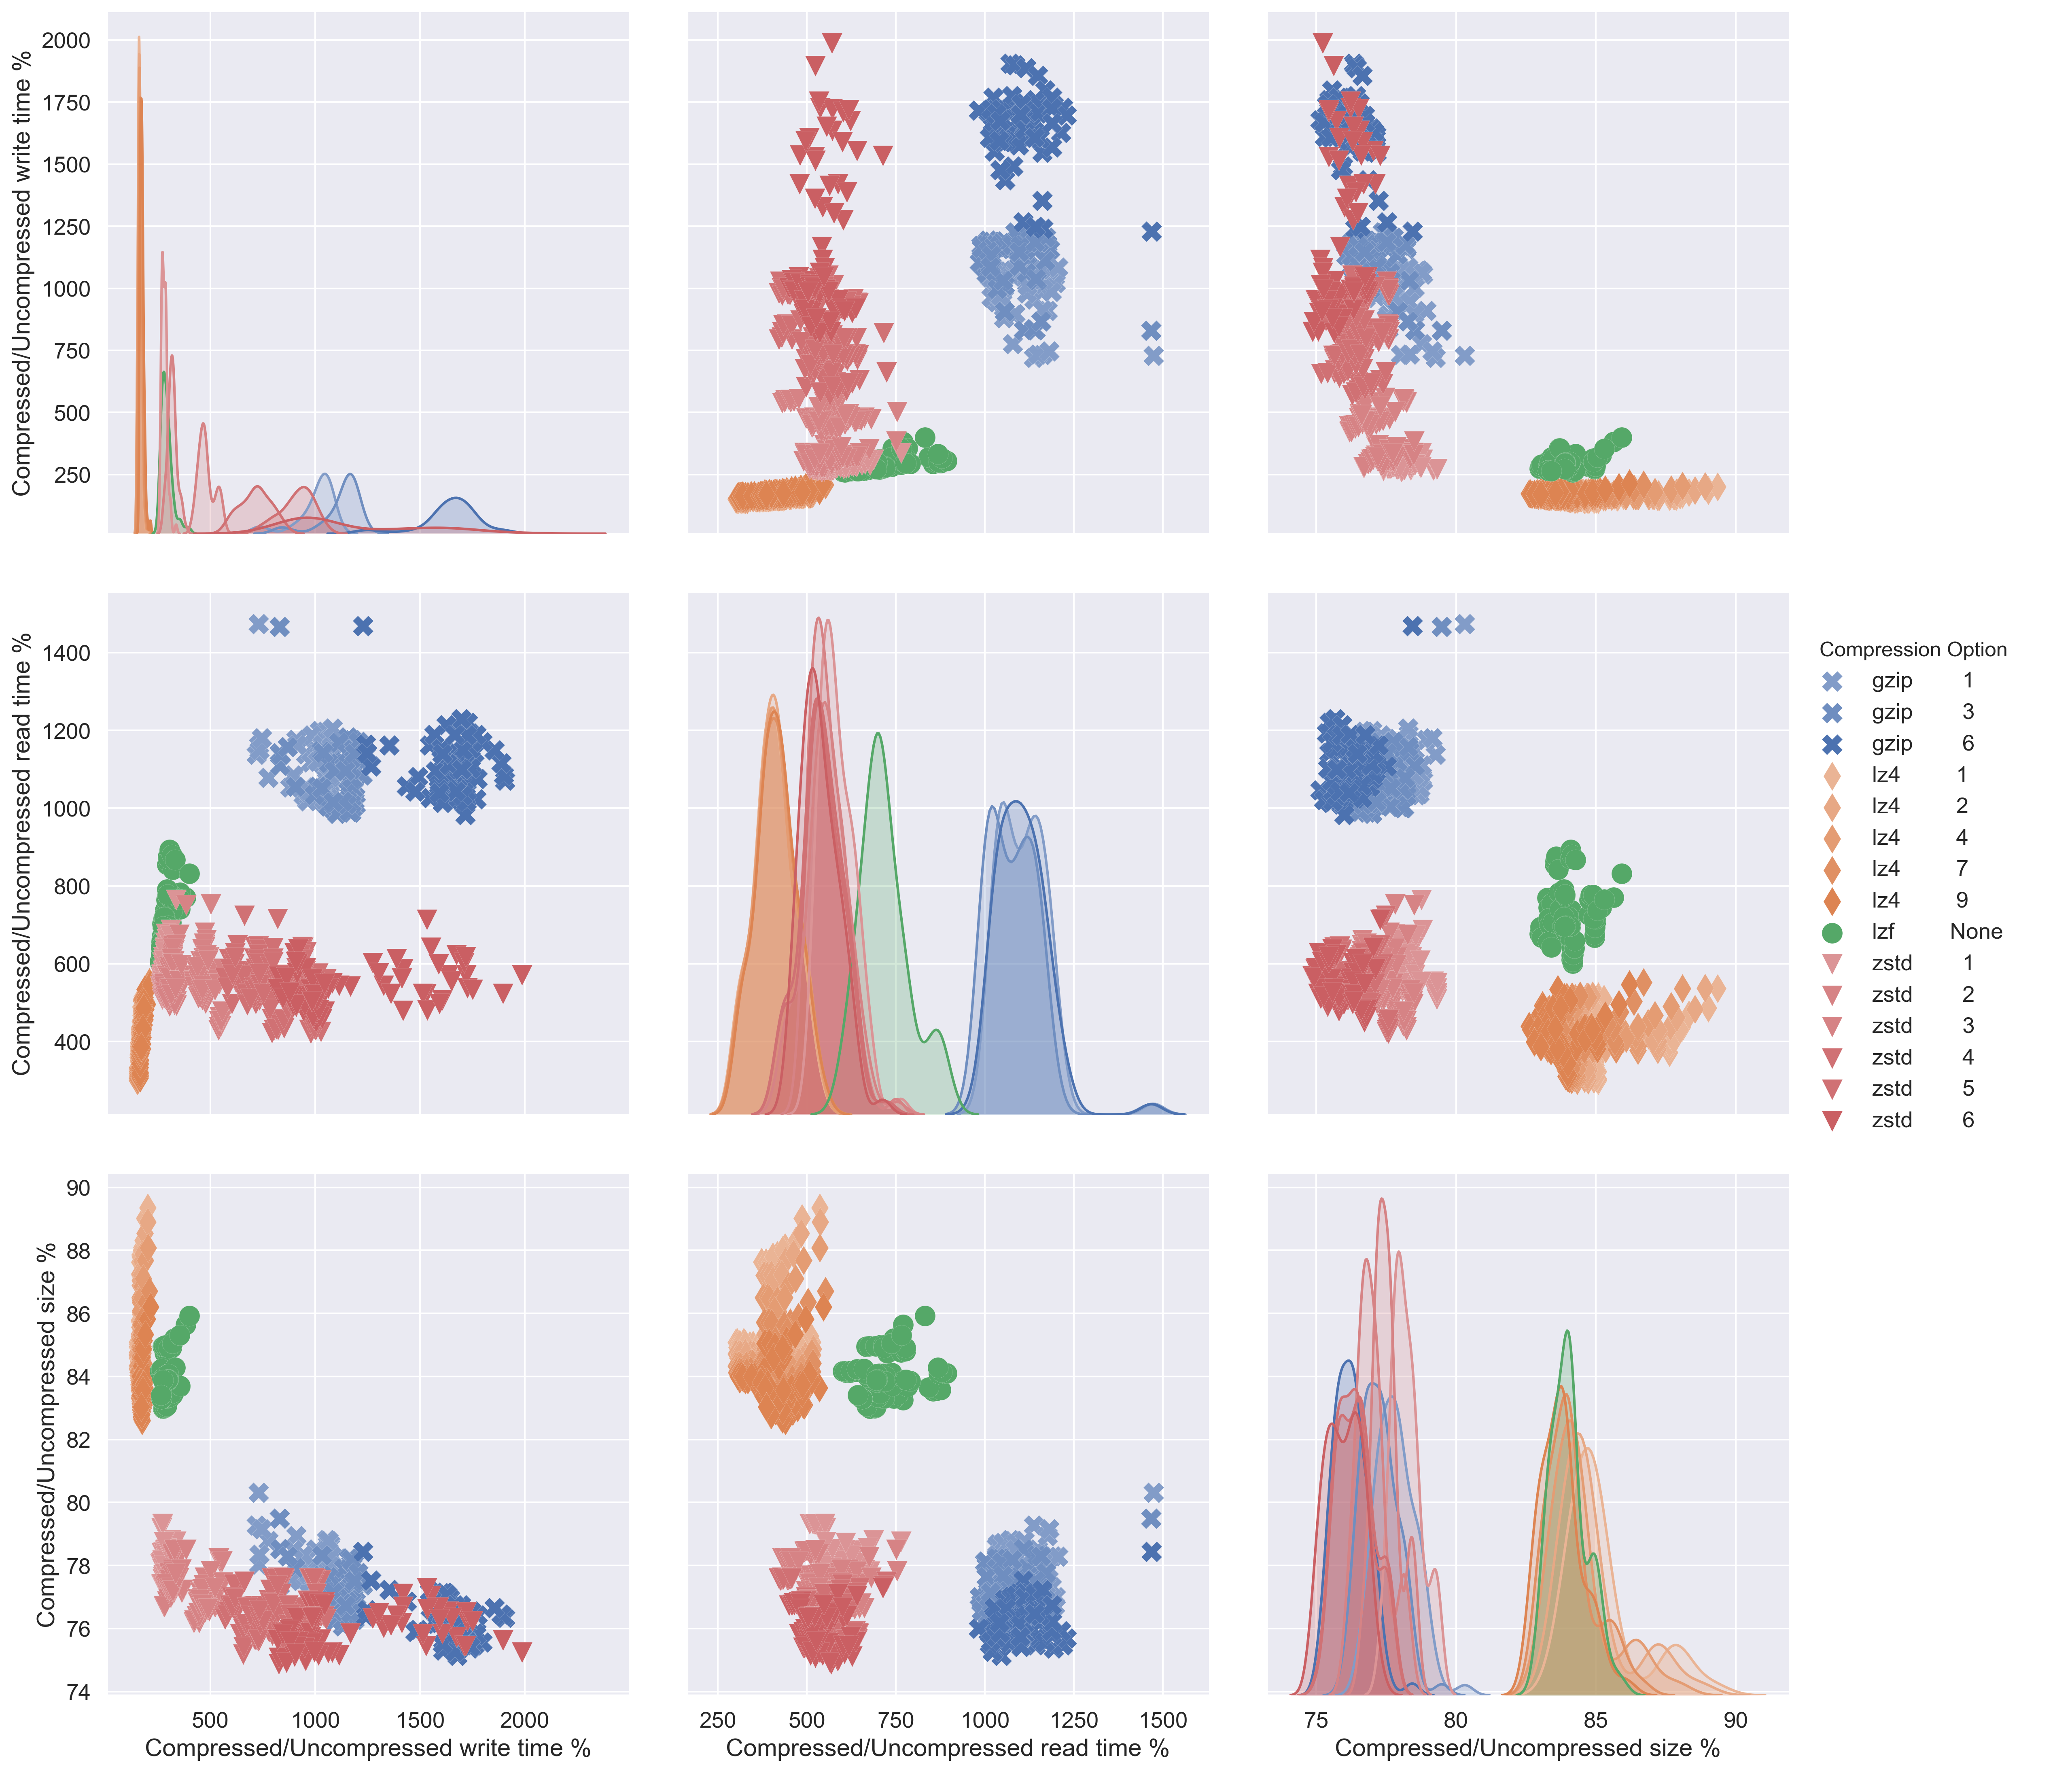 Compressed/Uncompressed write time %
2000
1750
1500
1250
1000
750
500
250
Compressed/Uncompressed read time %
1400
1200
1000
800
600
400
Compression Option
gzip 1
gzip 3
gzip 6
lz4 1
lz4 2
lz4 4
lz4 7
lz4 9
lzf None
zstd 1
zstd 2
zstd 3
zstd 4
zstd 5
zstd 6
Compressed/Uncompressed size %
90
88
86
84
82
80
78
76
74
500 1000 1500 2000
250 500 750 1000 1250 1500
75 80 85 90
Compressed/Uncompressed write time %
Compressed/Uncompressed read time %
Compressed/Uncompressed size %